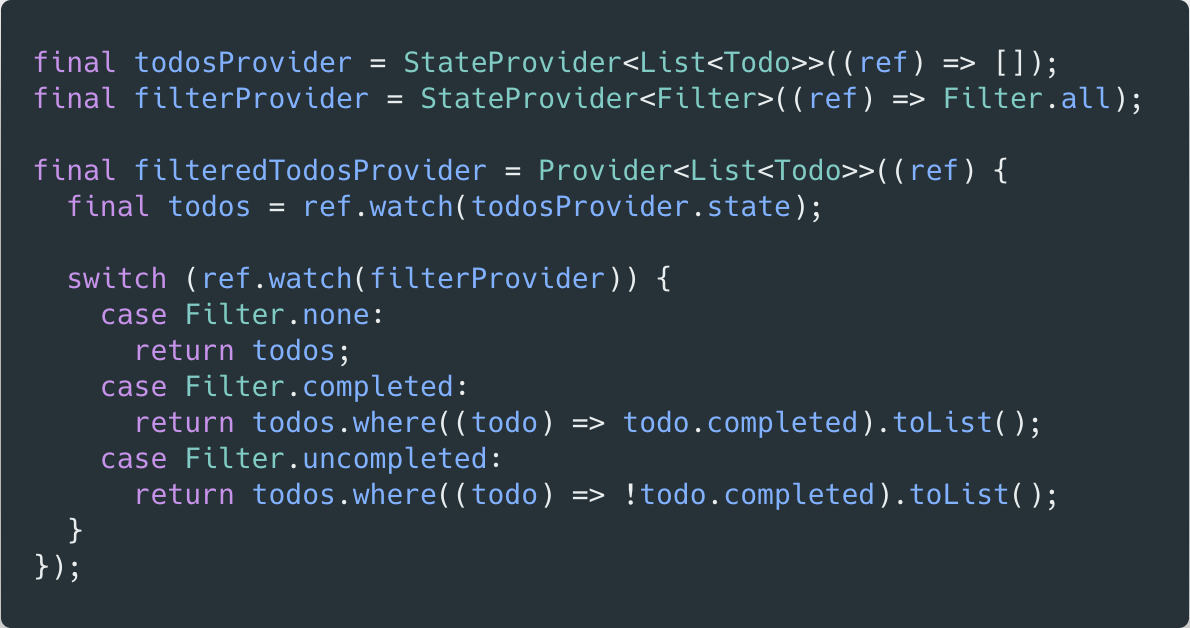 final todosProvider = StateProvider<List<Todo>>((ref) => []);
final filterProvider = StateProvider<Filter>((ref) => Filter.all);

final filteredTodosProvider = Provider<List<Todo>>((ref) {
  final todos = ref.watch(todosProvider.state);

  switch (ref.watch(filterProvider)) {
    case Filter.none:
      return todos;
    case Filter.completed:
      return todos.where((todo) => todo.completed).toList();
    case Filter.uncompleted:
      return todos.where((todo) => !todo.completed).toList();
  }
});